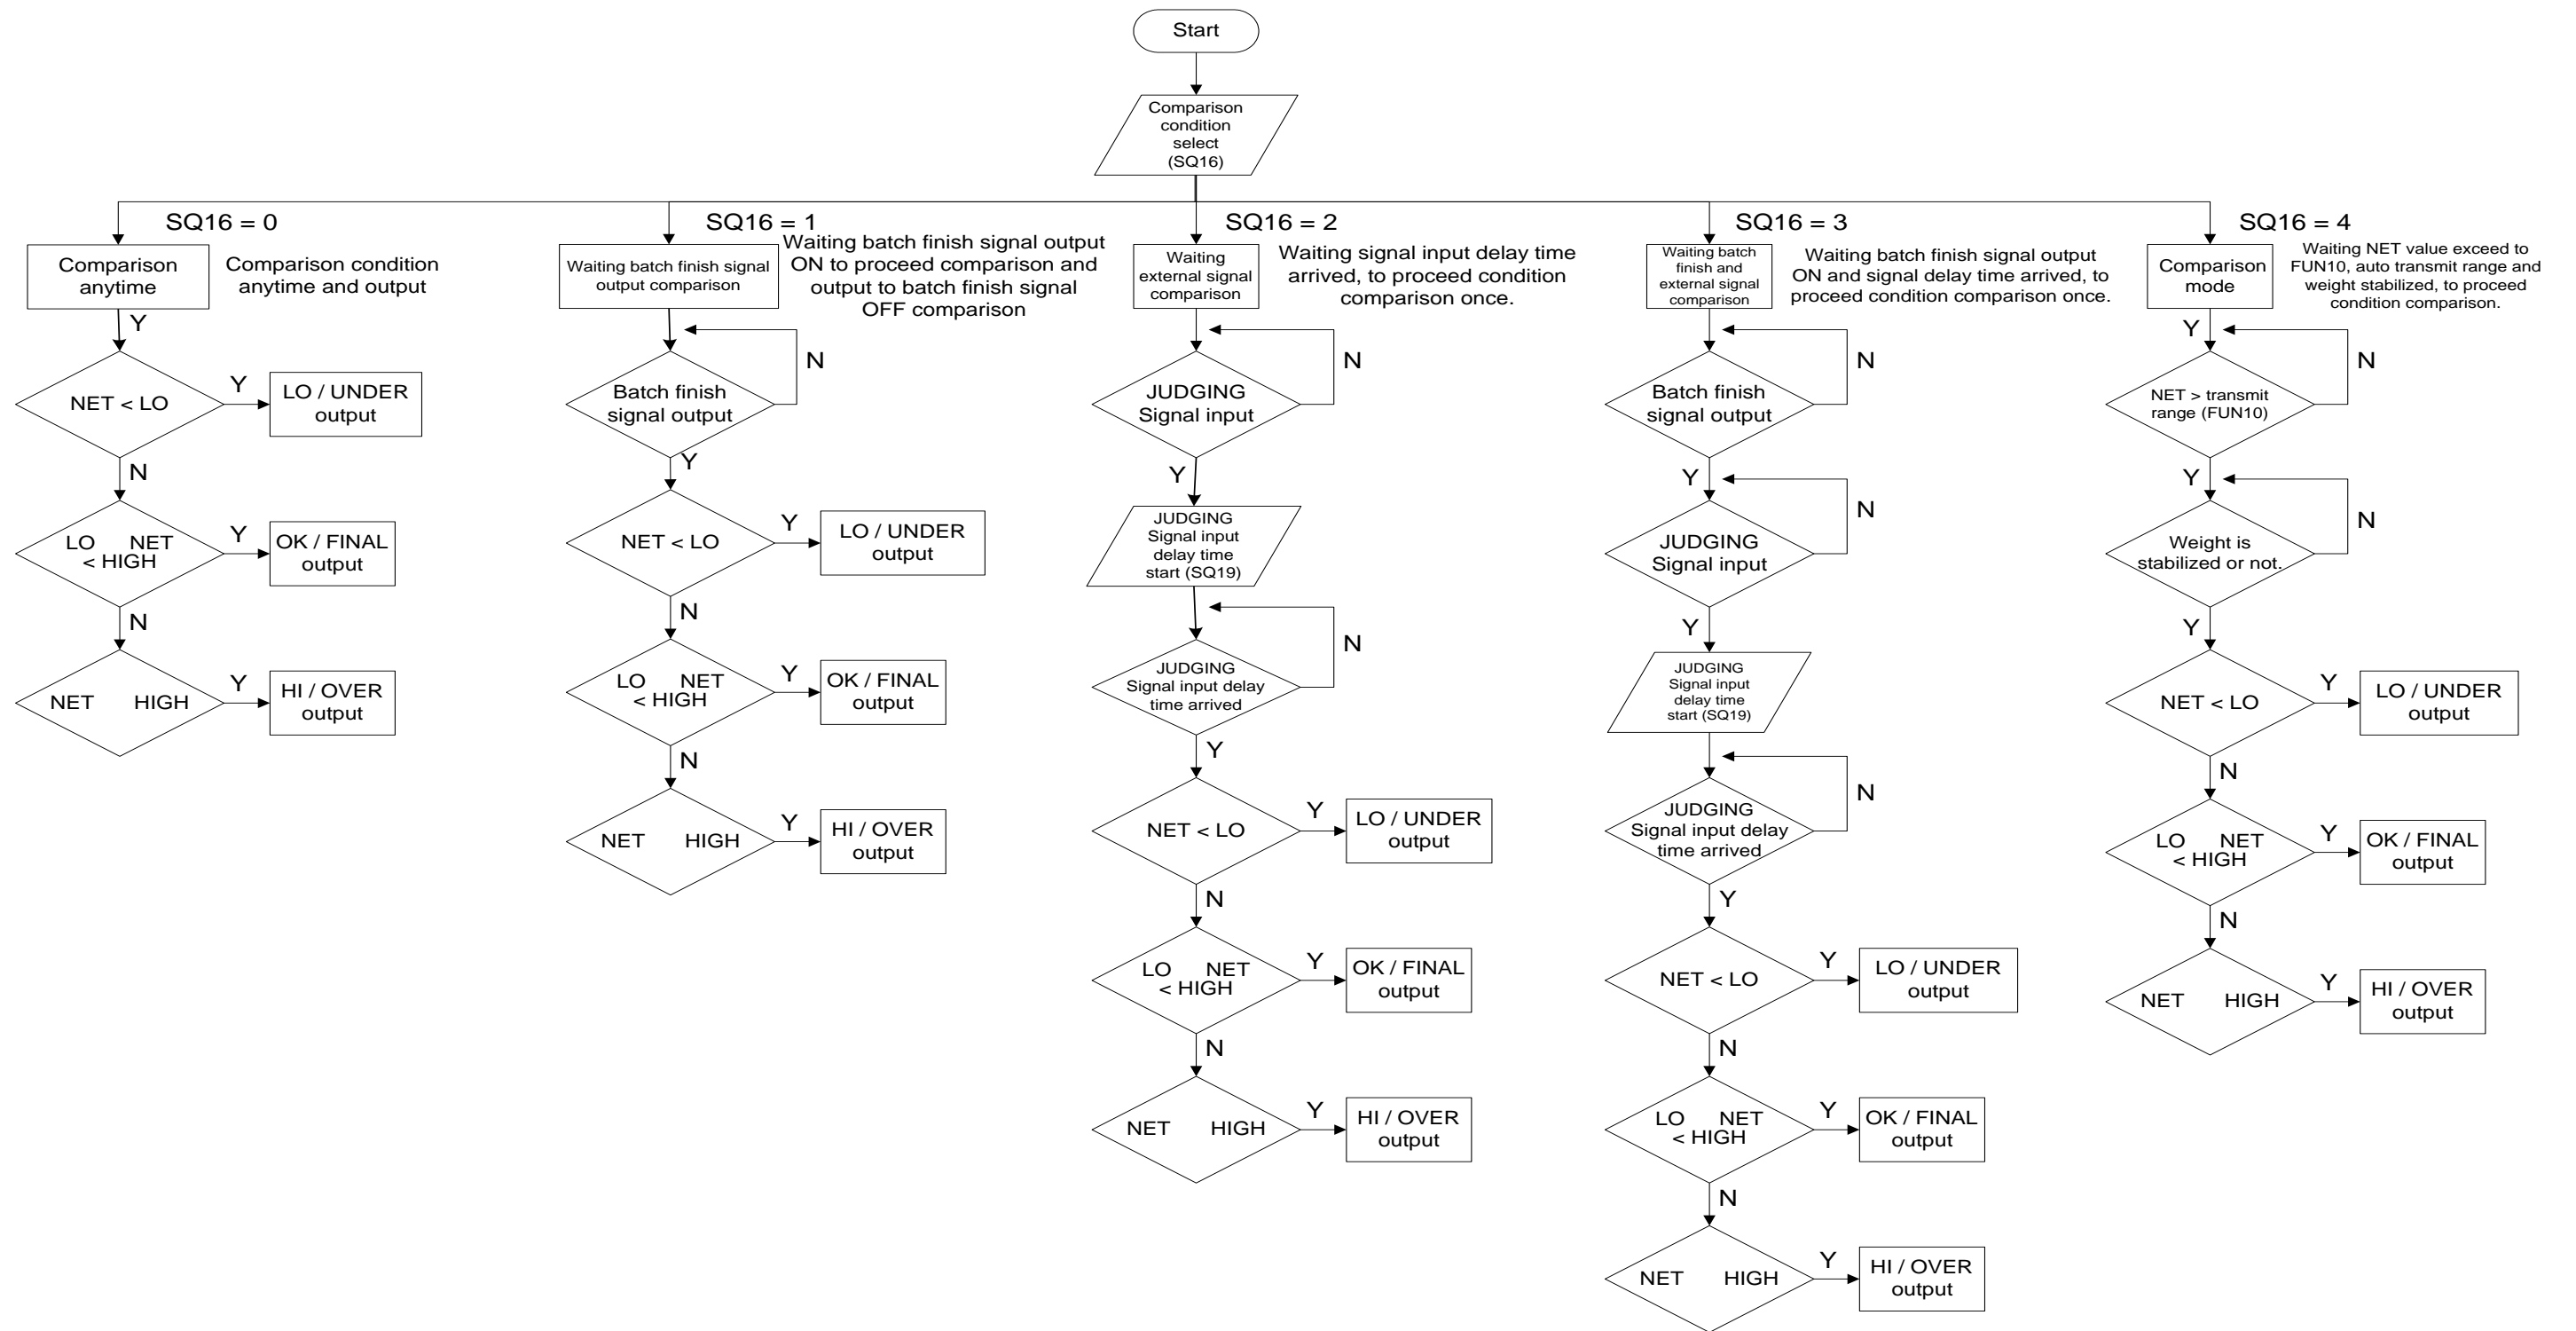 Start
Comparison
condition
select
(SQ16)
SQ16 = 0
Comparison
anytime
Comparison condition
anytime and output
Y
NET < LO
Y
LO / UNDER
output
N
LO NET
< HIGH
Y
OK / FINAL
output
N
NET HIGH
Y
HI / OVER
output
SQ16 = 1
Waiting batch finish signal
output comparison
Waiting batch finish signal output
ON to proceed comparison and
output to batch finish signal
OFF comparison
N
Batch finish
signal output
Y
NET < LO
Y
LO / UNDER
output
N
LO NET
< HIGH
Y
OK / FINAL
output
N
NET HIGH
Y
HI / OVER
output
SQ16 = 2
Waiting
external signal
comparison
Waiting signal input delay time
arrived, to proceed condition
comparison once.
N
JUDGING
Signal input
Y
JUDGING
Signal input
delay time
start (SQ19)
N
JUDGING
Signal input delay
time arrived
Y
NET < LO
Y
LO / UNDER
output
N
LO NET
< HIGH
Y
OK / FINAL
output
N
NET HIGH
Y
HI / OVER
output
SQ16 = 3
Waiting batch
finish and
external signal
comparison
Waiting batch finish signal output
ON and signal delay time arrived, to
proceed condition comparison once.
N
Batch finish
signal output
Y
N
JUDGING
Signal input
Y
JUDGING
Signal input
delay time
start (SQ19)
N
JUDGING
Signal input delay
time arrived
Y
NET < LO
Y
LO / UNDER
output
N
LO NET
< HIGH
Y
OK / FINAL
output
N
NET HIGH
Y
HI / OVER
output
SQ16 = 4
Comparison
mode
Waiting NET value exceed to
FUN10, auto transmit range and
weight stabilized, to proceed
condition comparison.
Y
N
NET > transmit
range (FUN10)
Y
N
Weight is
stabilized or not.
Y
NET < LO
Y
LO / UNDER
output
N
LO NET
< HIGH
Y
OK / FINAL
output
N
NET HIGH
Y
HI / OVER
output